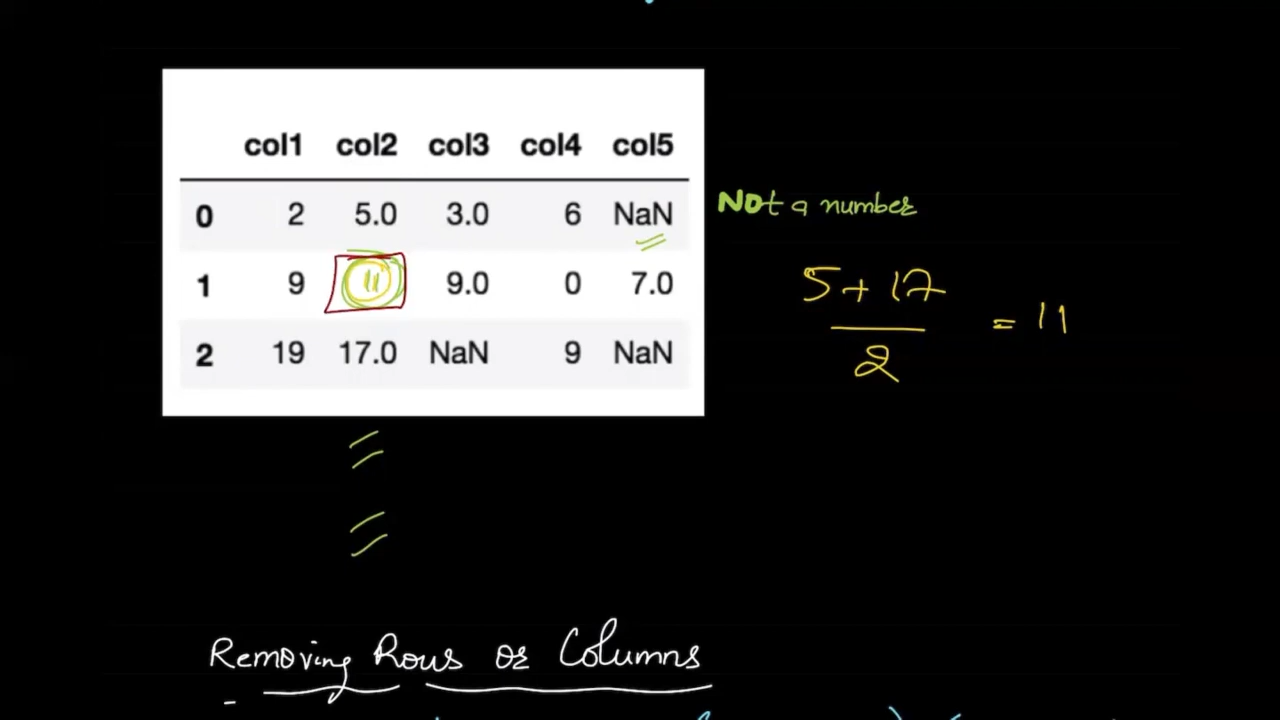 col1 col2 col3 col4 col5
0 2 5.0 3.0 6 NaN
Not a number
1 9 11 9.0 0 7.0
5 + 17
2
= 11
2 19 17.0 NaN 9 NaN
Removing Rows or Columns